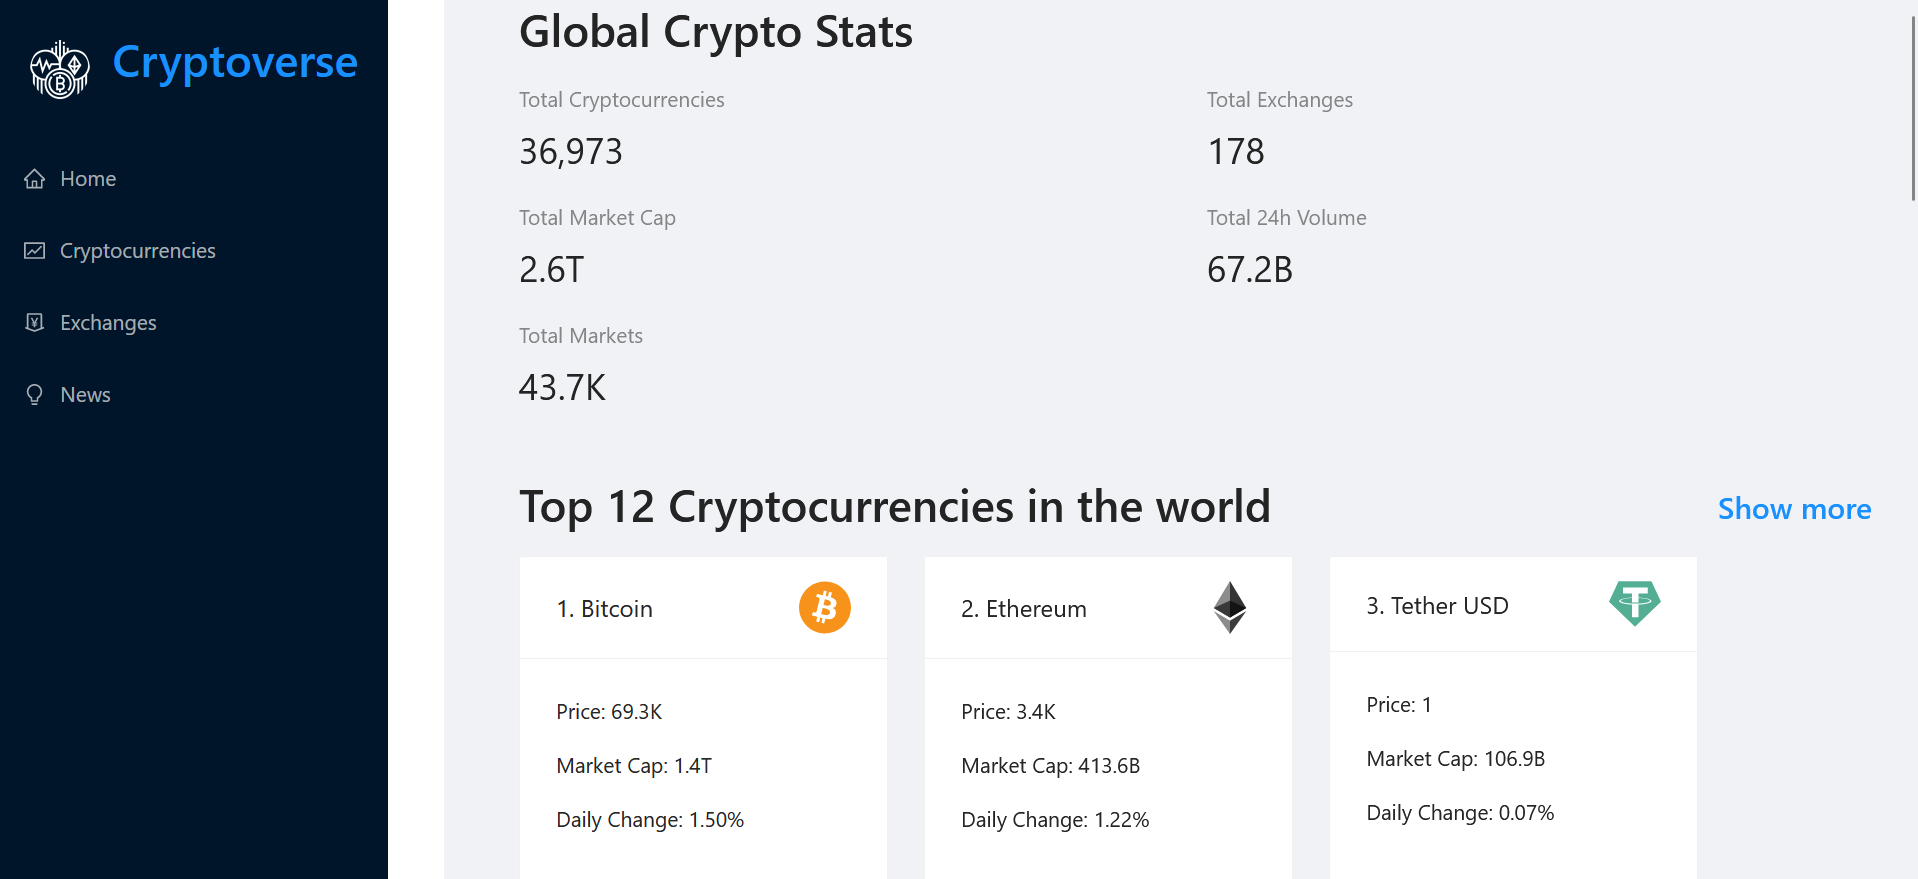 Cryptoverse
Home
Cryptocurrencies
Exchanges
News
Global Crypto Stats
Total Cryptocurrencies
36,973
Total Exchanges
178
Total Market Cap
2.6T
Total 24h Volume
67.2B
Total Markets
43.7K
Top 12 Cryptocurrencies in the world
Show more
1. Bitcoin
Price: 69.3K
Market Cap: 1.4T
Daily Change: 1.50%
2. Ethereum
Price: 3.4K
Market Cap: 413.6B
Daily Change: 1.22%
3. Tether USD
Price: 1
Market Cap: 106.9B
Daily Change: 0.07%